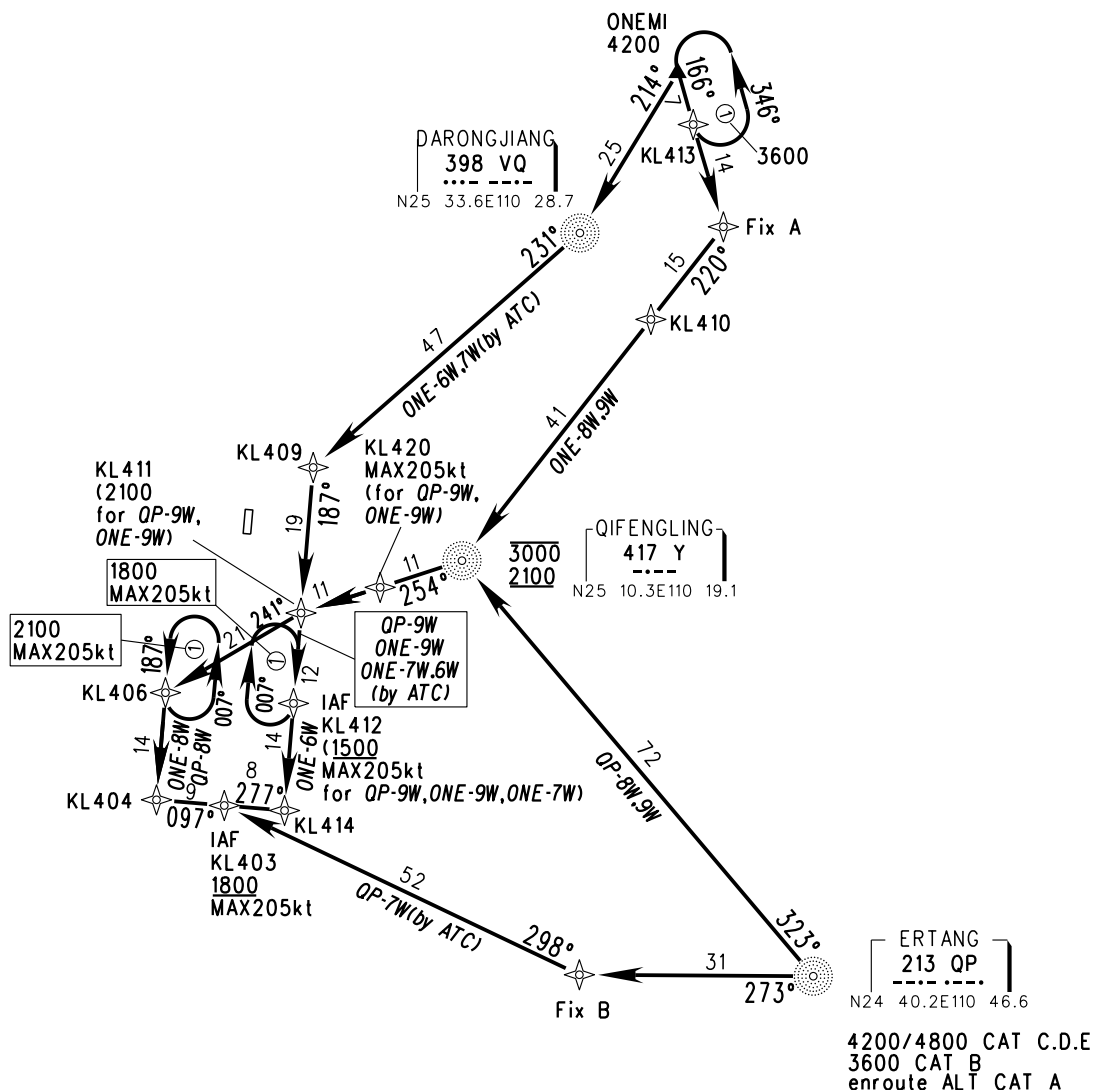 ONEMI
4200
214°
166°
7
346°
1
3600
KL413
14
25
DARONGJIANG
398 VQ
N25 33.6E110 28.7
Fix A
231°
15
220°
KL410
47
ONE-6W.7W(by ATC)
41
ONE-8W.9W
KL409
KL420
MAX205kt
(for QP-9W,
ONE-9W)
KL411
(2100
for QP-9W,
ONE-9W)
19
187°
QIFENGLING
417 Y
N25 10.3E110 19.1
3000
2100
11
254°
11
1800
MAX205kt
241°
21
2100
MAX205kt
1
1
187°
007°
007°
QP-9W
ONE-9W
ONE-7W.6W
(by ATC)
12
KL406
IAF
KL412
(1500
MAX205kt
for QP-9W,ONE-9W,ONE-7W)
14
ONE-8W
QP-8W
14
ONE-6W
72
QP-8W.9W
KL404
9
097°
8
277°
KL414
IAF
KL403
1800
MAX205kt
52
QP-7W(by ATC)
298°
323°
31
273°
Fix B
ERTANG
213 QP
N24 40.2E110 46.6
4200/4800 CAT C.D.E
3600 CAT B
enroute ALT CAT A